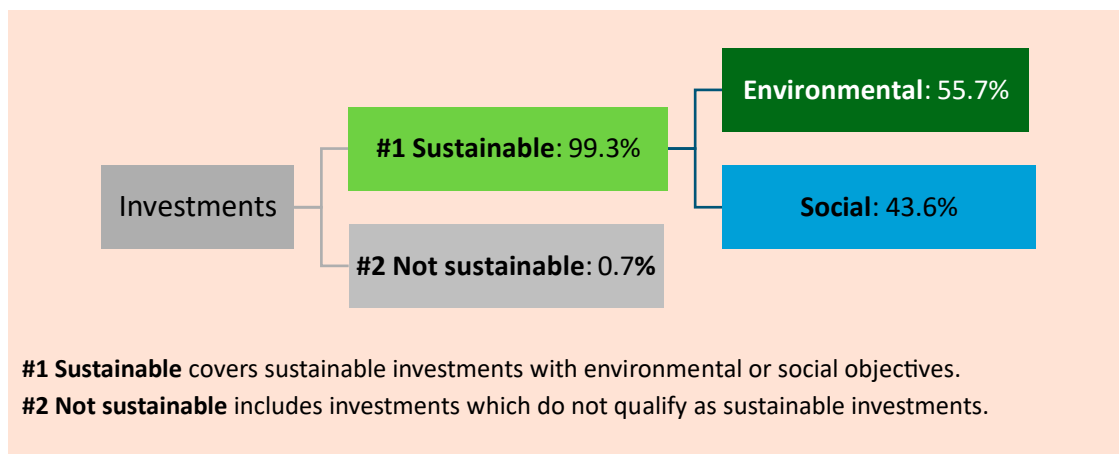 Environmental: 55.7%
#1 Sustainable: 99.3%
Investments
Social: 43.6%
#2 Not sustainable: 0.7%
#1 Sustainable covers sustainable investments with environmental or social objectives.
#2 Not sustainable includes investments which do not qualify as sustainable investments.